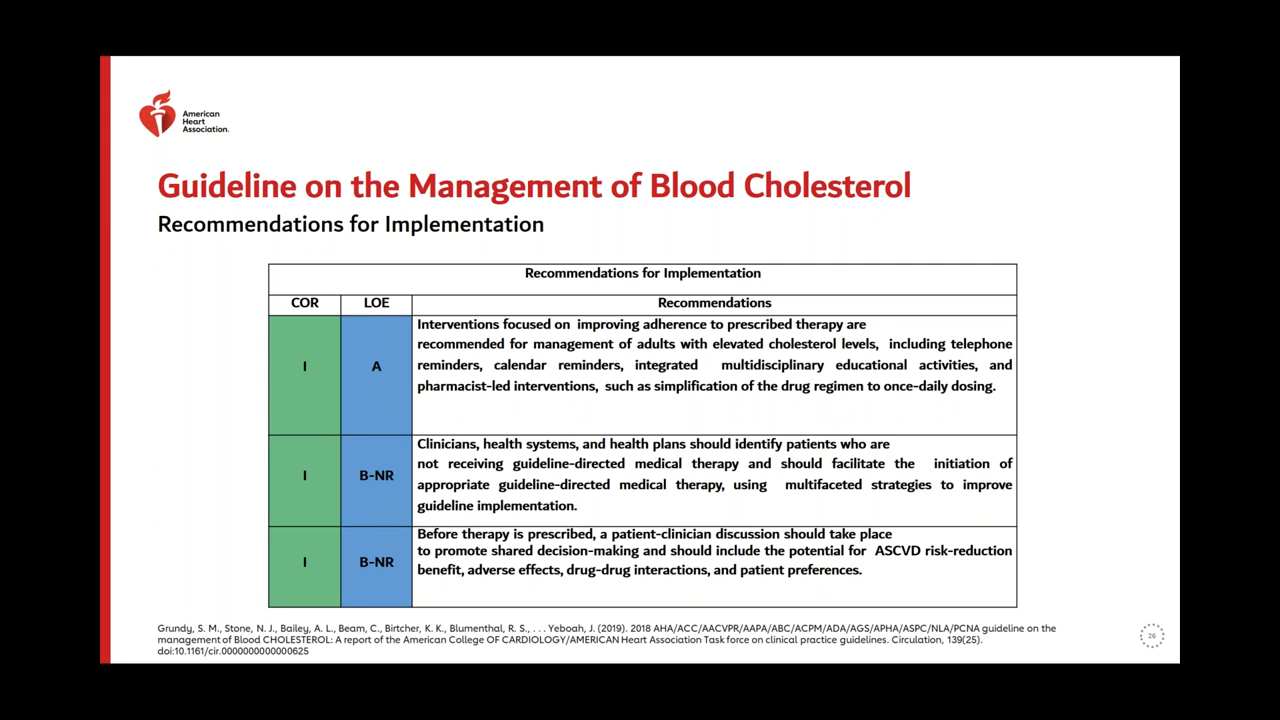 American
Heart
Association.
Guideline on the Management of Blood Cholesterol
Recommendations for Implementation
Recommendations for Implementation
COR LOE Recommendations
I A
Interventions focused on improving adherence to prescribed therapy are
recommended for management of adults with elevated cholesterol levels, including telephone
reminders, calendar reminders, integrated multidisciplinary educational activities, and
pharmacist-led interventions, such as simplification of the drug regimen to once-daily dosing.
I B-NR
Clinicians, health systems, and health plans should identify patients who are
not receiving guideline-directed medical therapy and should facilitate the initiation of
appropriate guideline-directed medical therapy, using multifaceted strategies to improve
guideline implementation.
I B-NR
Before therapy is prescribed, a patient-clinician discussion should take place
to promote shared decision-making and should include the potential for ASCVD risk-reduction
benefit, adverse effects, drug-drug interactions, and patient preferences.
Grundy, S. M., Stone, N. J., Bailey, A. L., Beam, C., Birtcher, K. K., Blumenthal, R. S., . . . Yeboah, J. (2019). 2018 AHA/ACC/AACVPR/AAPA/ABC/ACPM/ADA/AGS/APHA/ASPC/NLA/PCNA guideline on the
management of Blood CHOLESTEROL: A report of the American College OF CARDIOLOGY/AMERICAN Heart Association Task force on clinical practice guidelines. Circulation, 139(25).
doi:10.1161/cir.0000000000000625
26